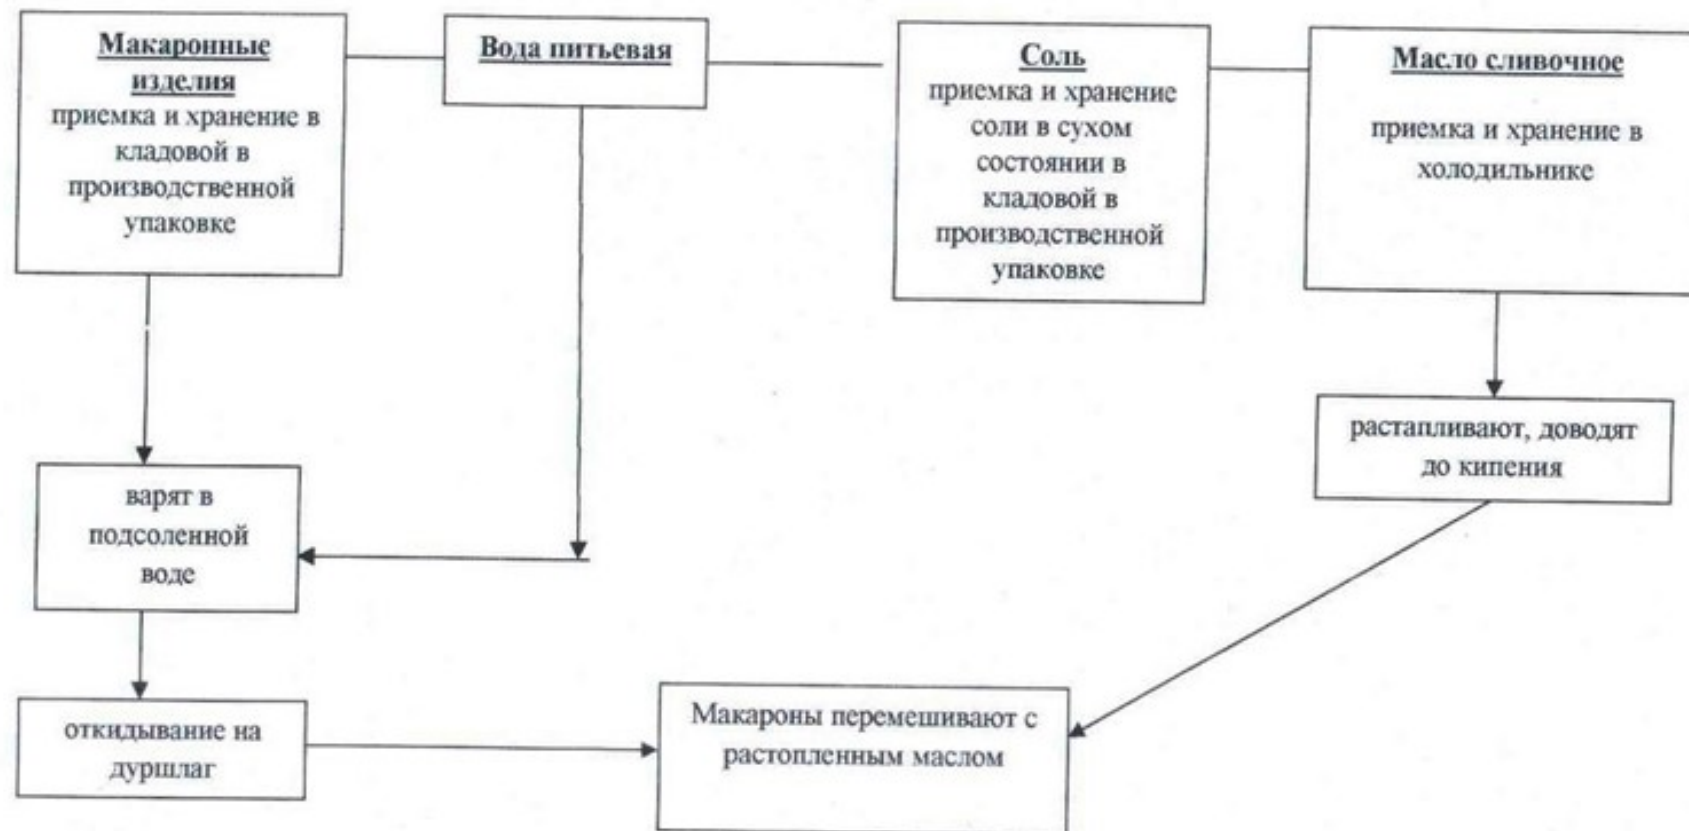 Макаронные
изделия
приемка и хранение в
кладовой в
производственной
упаковке
Вода питьевая
Соль
приемка и хранение
соли в сухом
состоянии в
кладовой в
производственной
упаковке
Масло сливочное
приемка и хранение в
холодильнике
растапливают, доводят
до кипения
варят в
подсоленной
воде
откидывание на
дуршлаг
Макароны перемешивают с
растопленным маслом